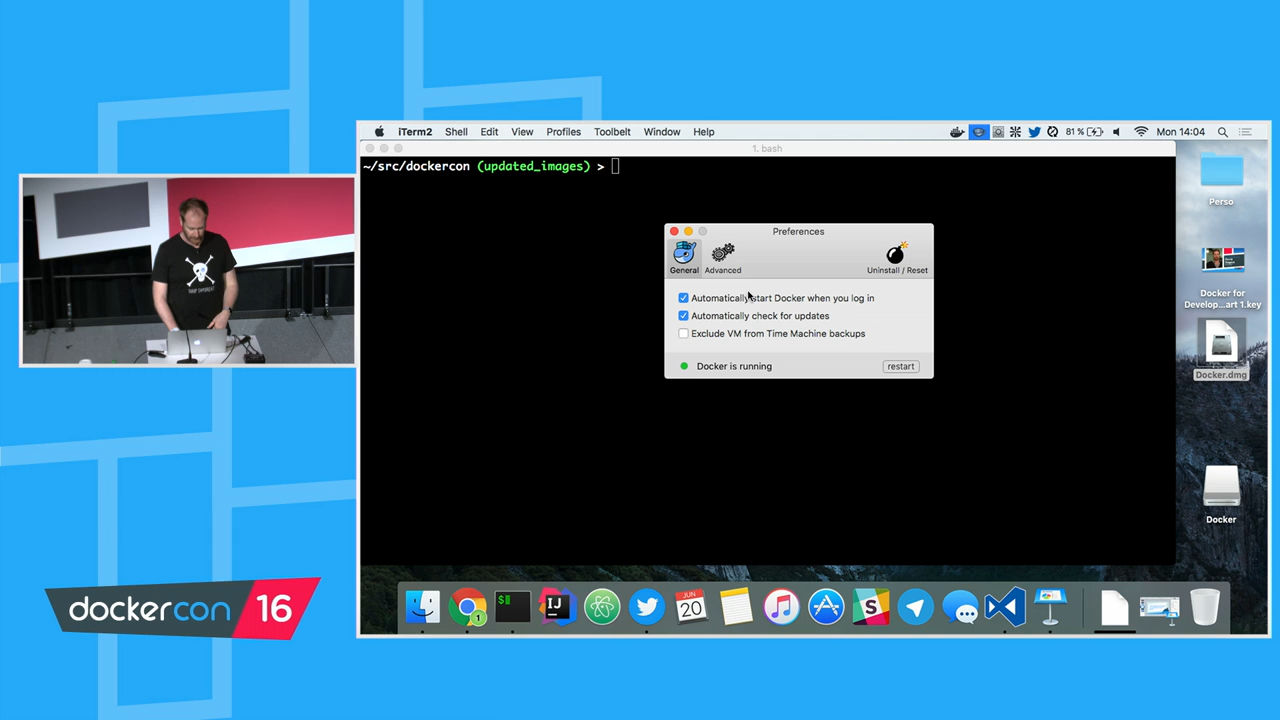 iTerm2 Shell Edit View Profiles Toolbelt Window Help
81 % Mon 14:04
1. bash
~/src/dockercon (updated_images) >
Preferences
General Advanced Uninstall / Reset
Automatically start Docker when you log in
Automatically check for updates
Exclude VM from Time Machine backups
Docker is running restart
Perso
Docker for
Develop...art 1.key
Docker.dmg
Docker
$
1
IJ
JUN
20
S
dockercon 16